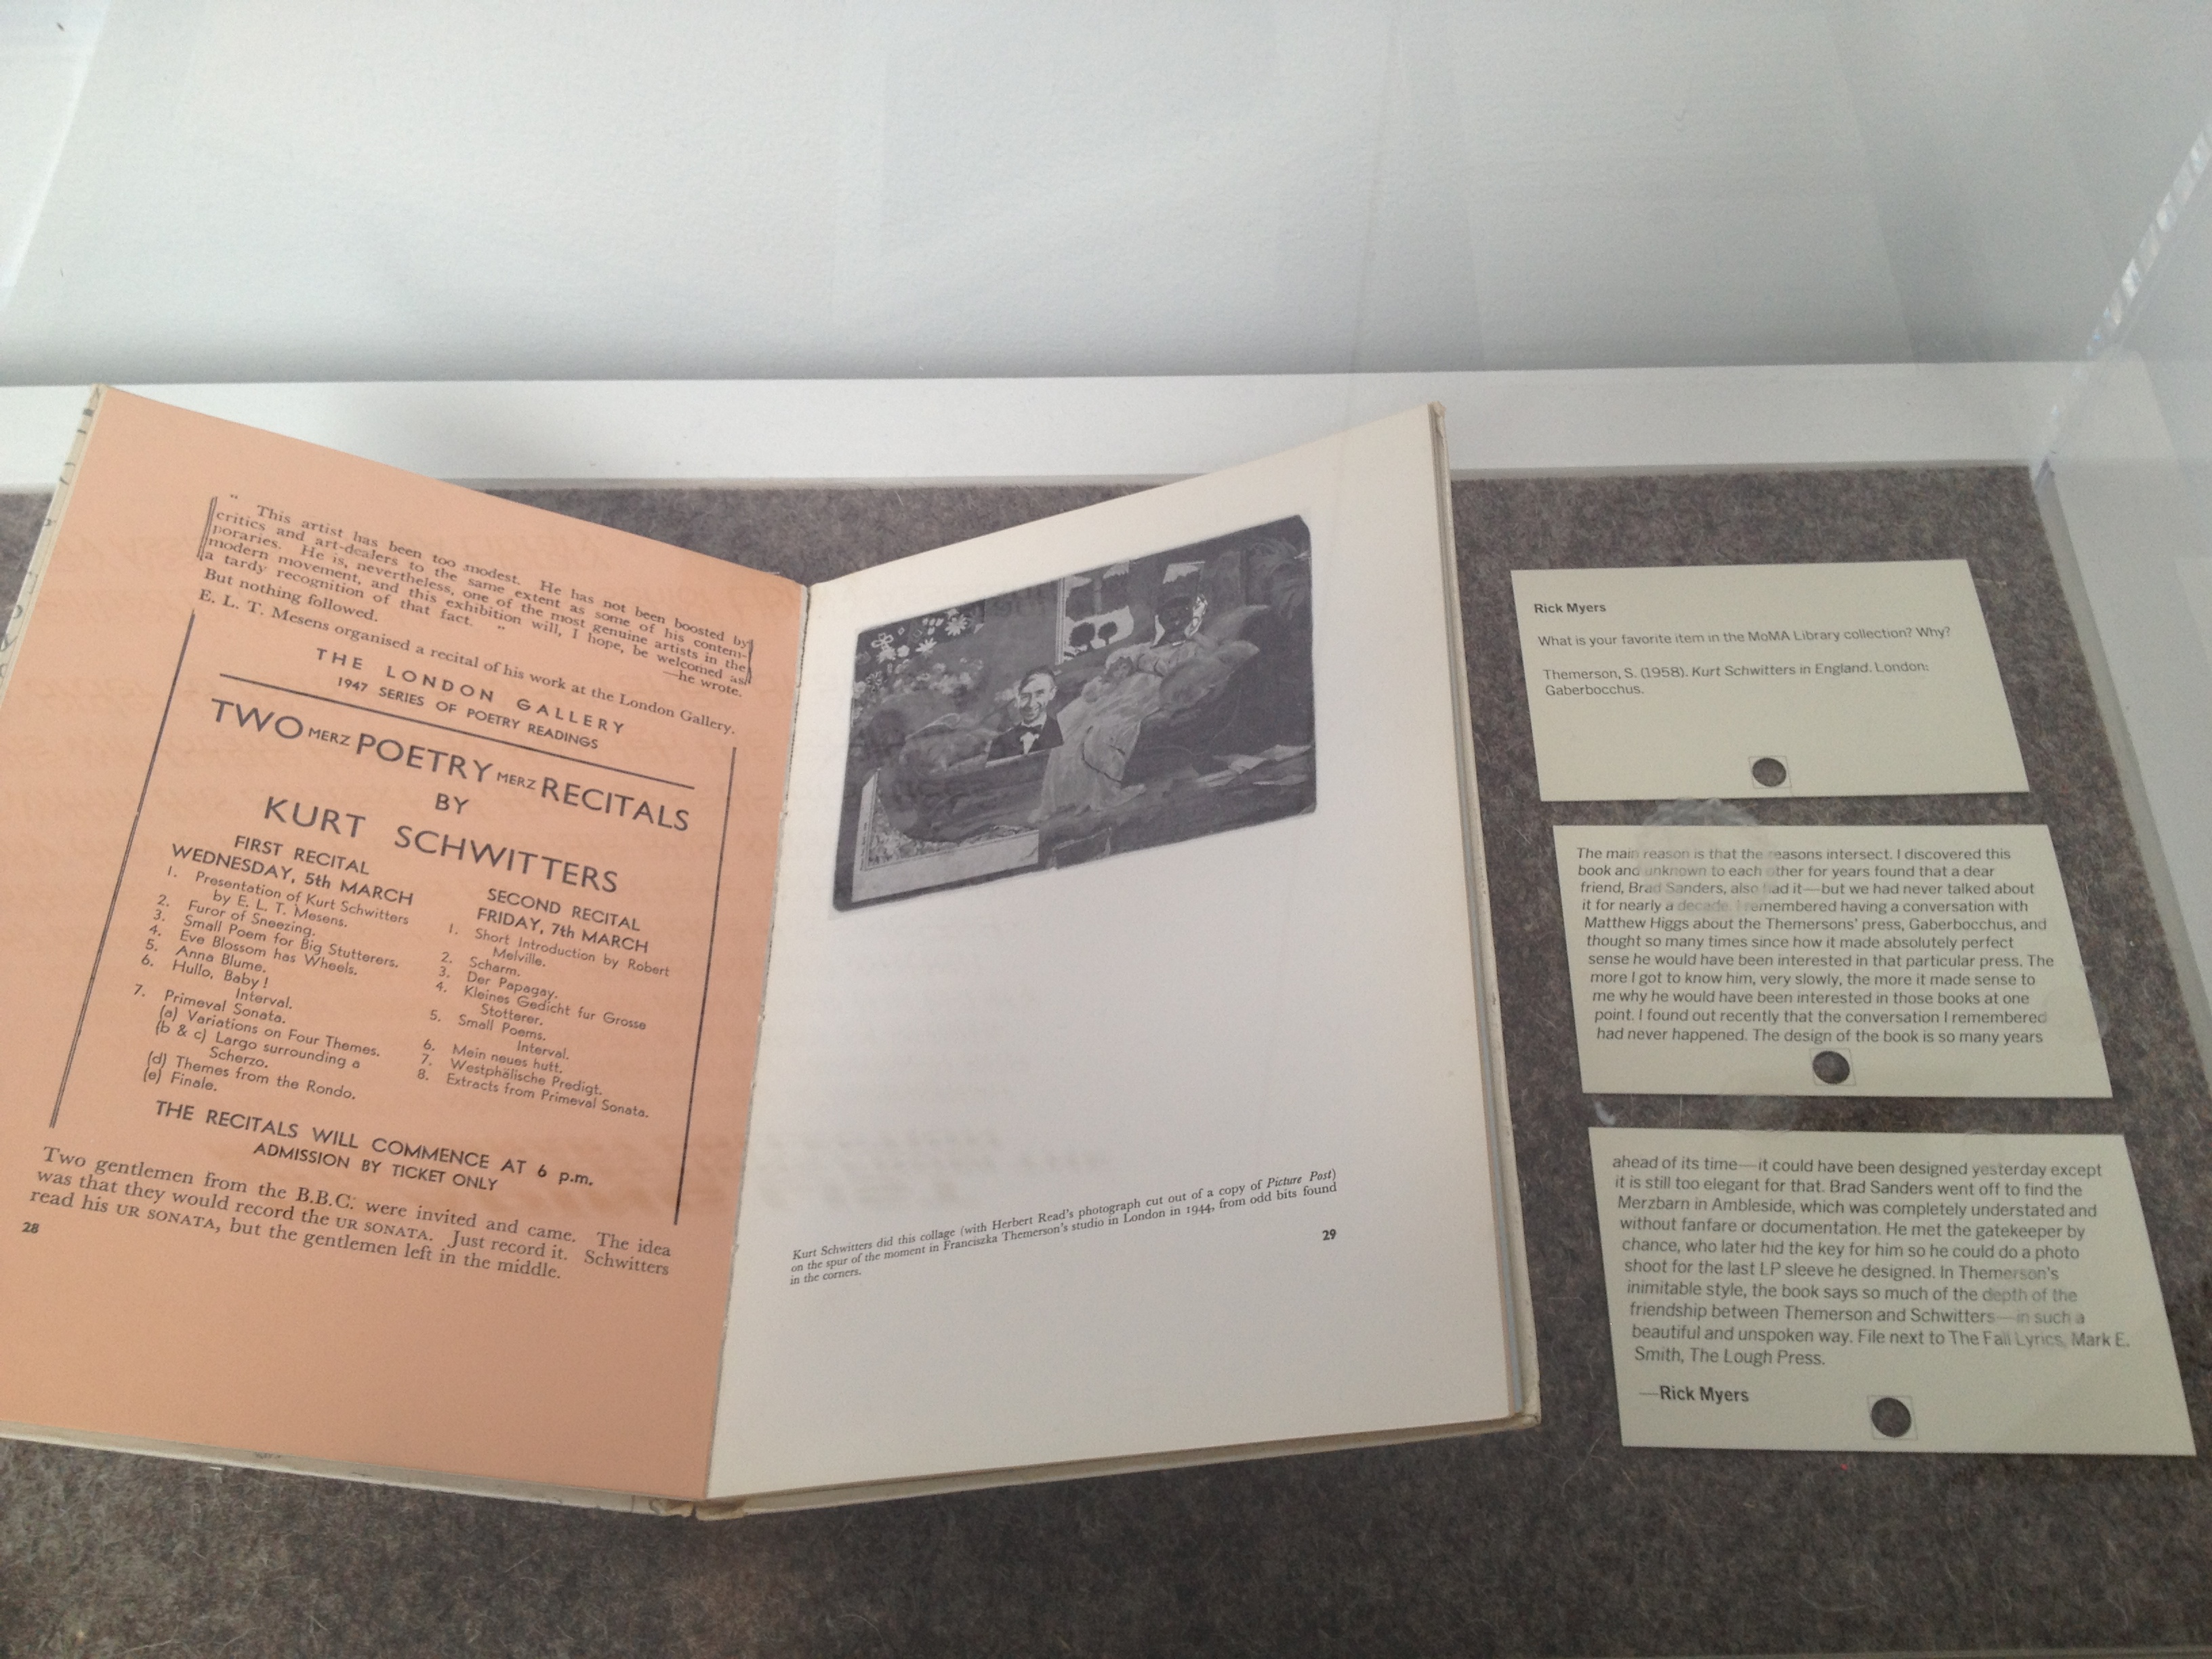 "
This artist has been too modest. He has not been boosted by
critics and art-dealers to the same extent as some of his contem-
poraries. He is, nevertheless, one of the most genuine artists in the
modern movement, and this exhibition will, I hope, be welcomed as
a tardy recognition of that fact. " —he wrote.
But nothing followed.
E. L. T. Mesens organised a recital of his work at the London Gallery.
THE LONDON GALLERY
1947 SERIES OF POETRY READINGS
TWO MERZ POETRY MERZ RECITALS
BY
KURT SCHWITTERS
FIRST RECITAL
WEDNESDAY, 5th MARCH
1. Presentation of Kurt Schwitters
by E. L. T. Mesens.
2. Furor of Sneezing.
3. Small Poem for Big Stutterers.
4. Eve Blossom has Wheels.
5. Anna Blume.
6. Hullo, Baby !
Interval.
7. Primeval Sonata.
(a) Variations on Four Themes.
(b & c) Largo surrounding a
Scherzo.
(d) Themes from the Rondo.
(e) Finale.
SECOND RECITAL
FRIDAY, 7th MARCH
1. Short Introduction by Robert
Melville.
2. Scharm.
3. Der Papagay.
4. Kleines Gedicht fur Grosse
Stotterer.
5. Small Poems.
Interval.
6. Mein neues hutt.
7. Westphälische Predigt.
8. Extracts from Primeval Sonata.
THE RECITALS WILL COMMENCE AT 6 p.m.
ADMISSION BY TICKET ONLY
Two gentlemen from the B.B.C. were invited and came. The idea
was that they would record the UR SONATA. Just record it. Schwitters
read his UR SONATA, but the gentlemen left in the middle.
28
Kurt Schwitters did this collage (with Herbert Read's photograph cut out of a copy of Picture Post)
on the spur of the moment in Franciszka Themerson's studio in London in 1944, from odd bits found
in the corners.
29
Rick Myers
What is your favorite item in the MoMA Library collection? Why?
Themerson, S. (1958). Kurt Schwitters in England. London:
Gaberbocchus.
The main reason is that the reasons intersect. I discovered this
book and unknown to each other for years found that a dear
friend, Brad Sanders, also had it—but we had never talked about
it for nearly a decade. I remembered having a conversation with
Matthew Higgs about the Themersons' press, Gaberbocchus, and
thought so many times since how it made absolutely perfect
sense he would have been interested in that particular press. The
more I got to know him, very slowly, the more it made sense to
me why he would have been interested in those books at one
point. I found out recently that the conversation I remembered
had never happened. The design of the book is so many years
ahead of its time—it could have been designed yesterday except
it is still too elegant for that. Brad Sanders went off to find the
Merzbarn in Ambleside, which was completely understated and
without fanfare or documentation. He met the gatekeeper by
chance, who later hid the key for him so he could do a photo
shoot for the last LP sleeve he designed. In Themerson's
inimitable style, the book says so much of the depth of the
friendship between Themerson and Schwitters—in such a
beautiful and unspoken way. File next to The Fall Lyrics, Mark E.
Smith, The Lough Press.
—Rick Myers